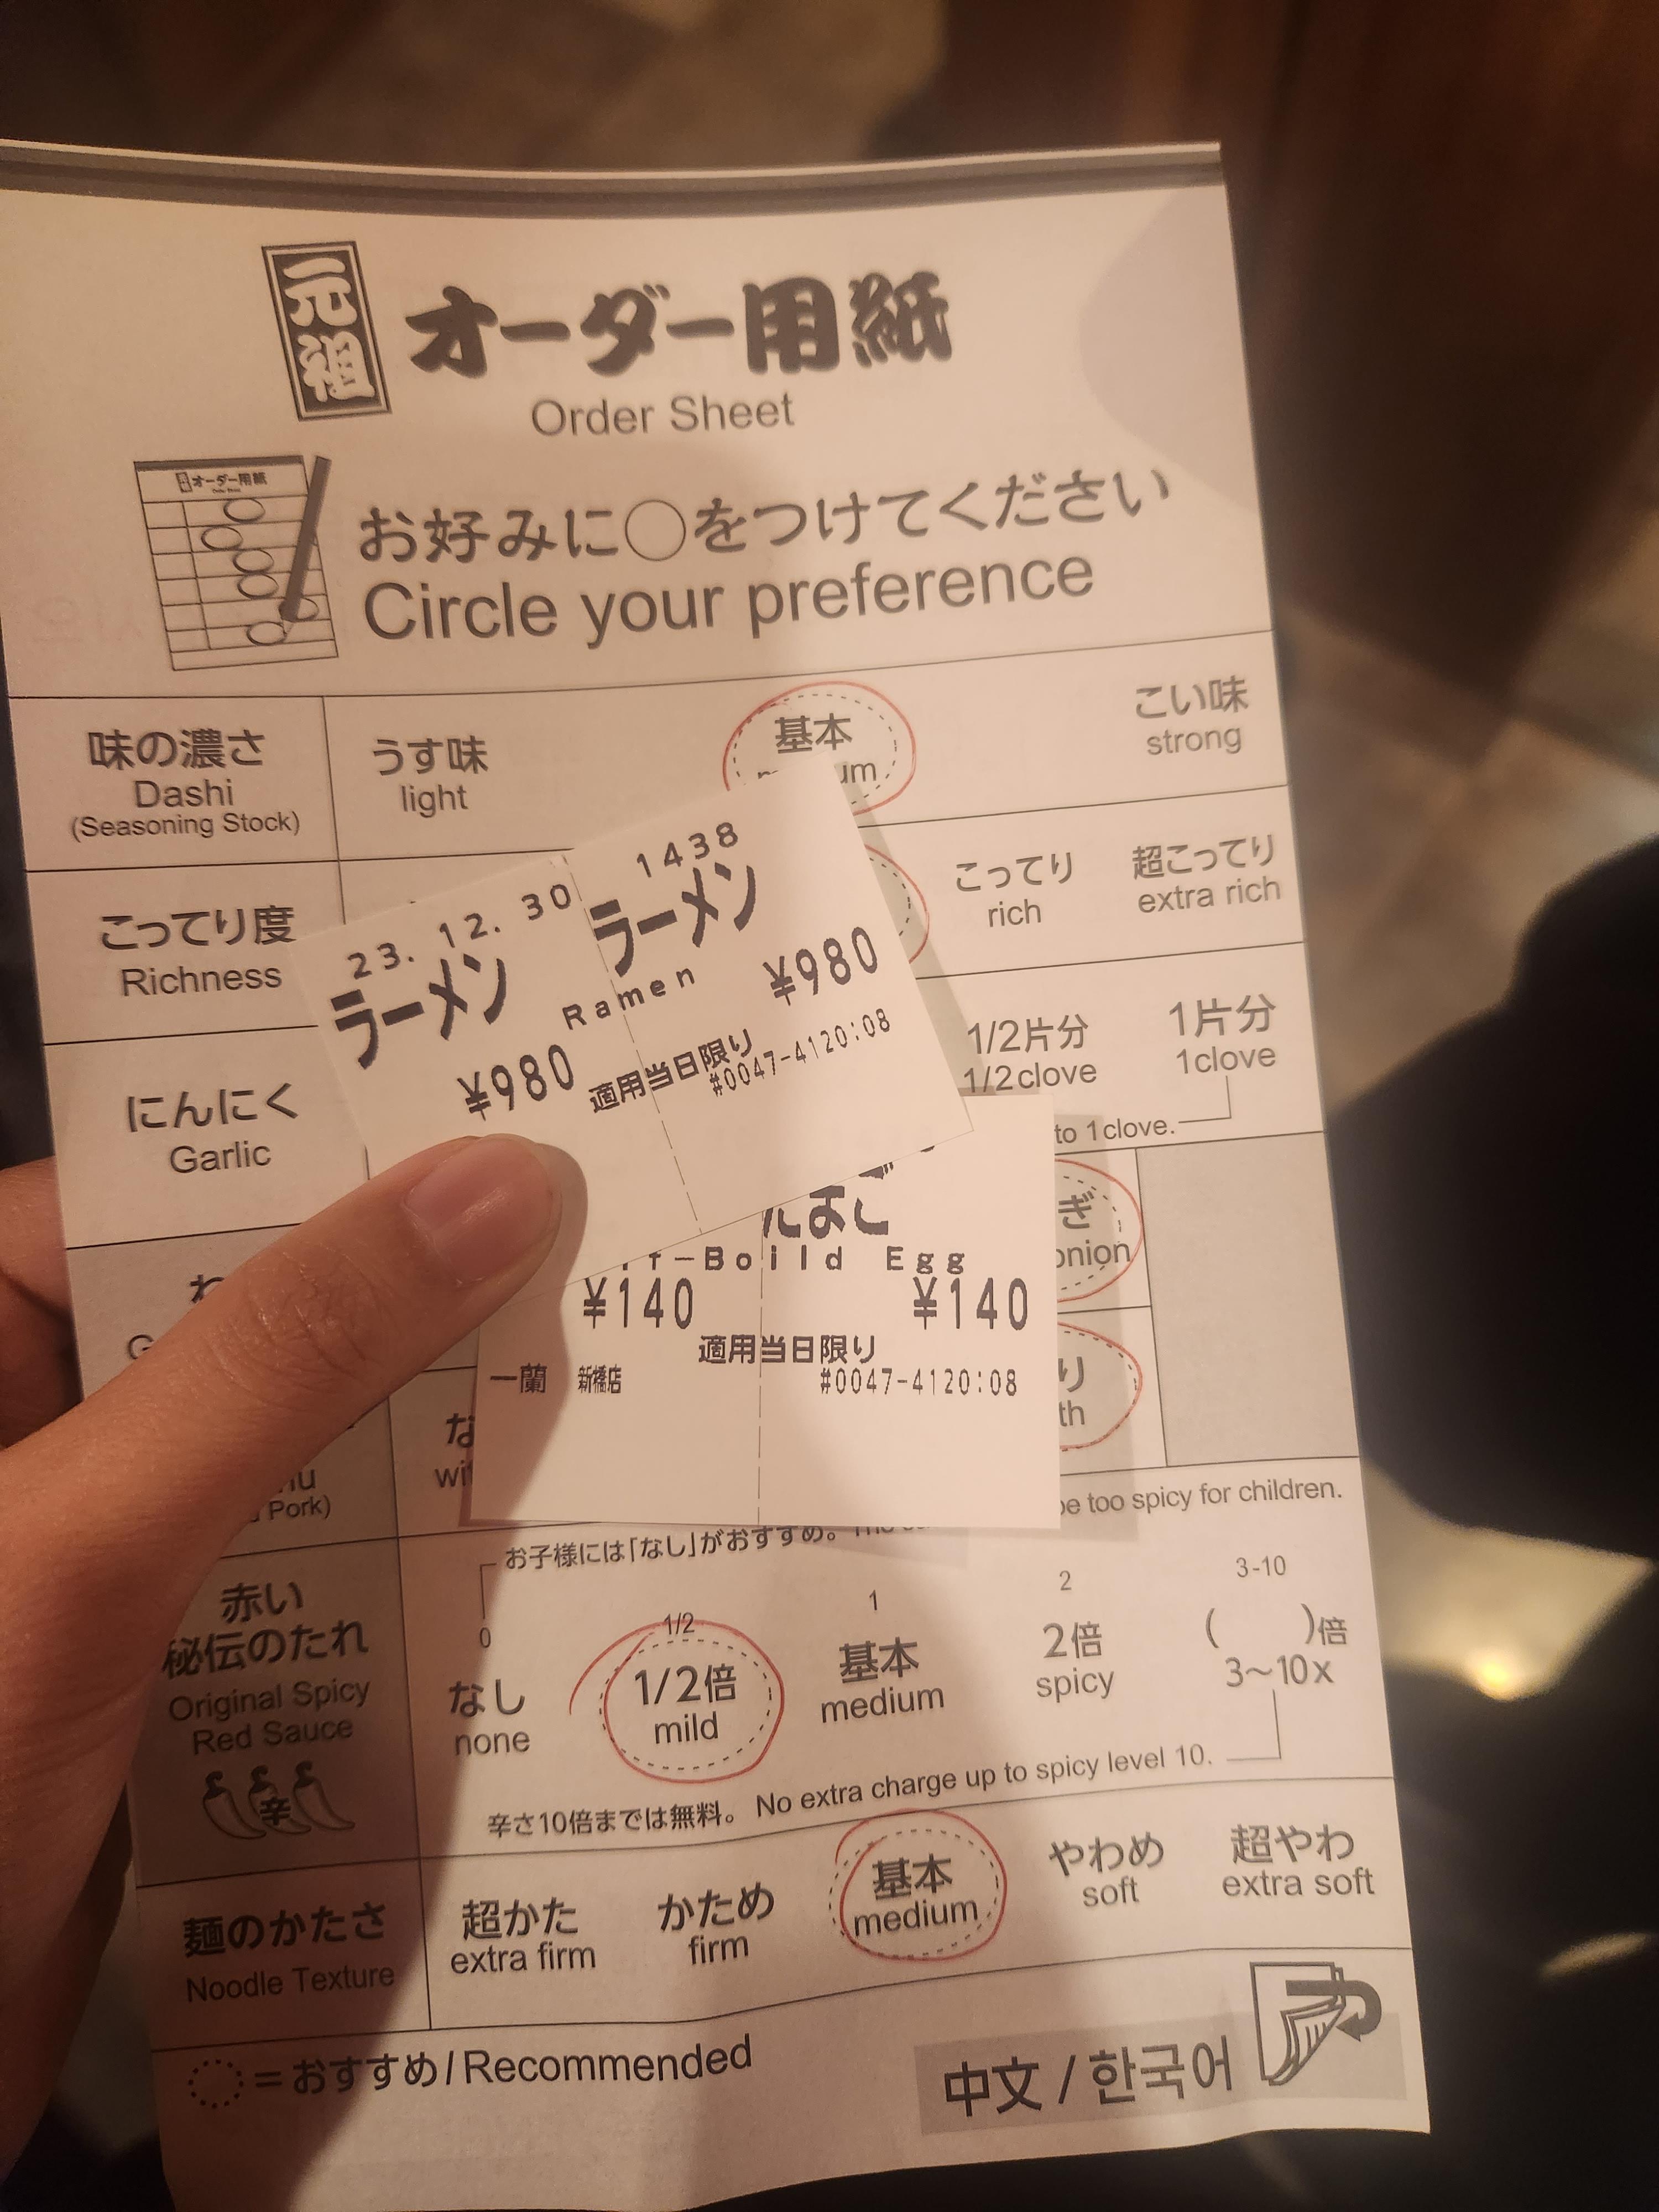 元祖
オーダー用紙
Order Sheet
オーダー用紙
お好みに○をつけてください
Circle your preference
味の濃さ
Dashi
(Seasoning Stock)
うす味
light
基本
こい味
strong
こってり度
Richness
こってり
rich
超こってり
extra rich
にんにく
Garlic
1/2片分
1/2clove
1片分
1clove
to 1clove.
23.12.30
1438
ラーメン
ラーメン
Ramen
¥980
¥980
適用当日限り
#0047-4120:08
Boild Egg
¥140
¥140
適用当日限り
一蘭 新橋店
#0047-4120:08
ぎ
onion
り
Pork)
お子様には「なし」がおすすめ。
be too spicy for children.
赤い
秘伝のたれ
Original Spicy
Red Sauce
辛
0
なし
none
1/2
1/2倍
mild
1
基本
medium
2
2倍
spicy
3-10
( )倍
3～10x
辛さ10倍までは無料。 No extra charge up to spicy level 10.
麺のかたさ
Noodle Texture
超かた
extra firm
かため
firm
基本
medium
やわめ
soft
超やわ
extra soft
=おすすめ/Recommended
中文/한국어